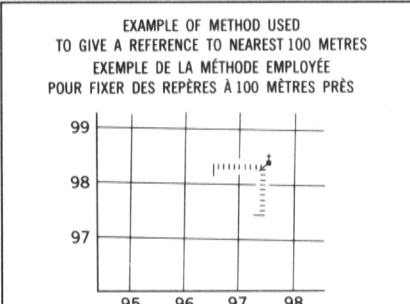 EXAMPLE OF METHOD USED
TO GIVE A REFERENCE TO NEAREST 100 METRES
EXEMPLE DE LA MÉTHODE EMPLOYÉE
POUR FIXER DES REPÈRES À 100 MÈTRES PRÈS
99
98
97
95 96 97 98